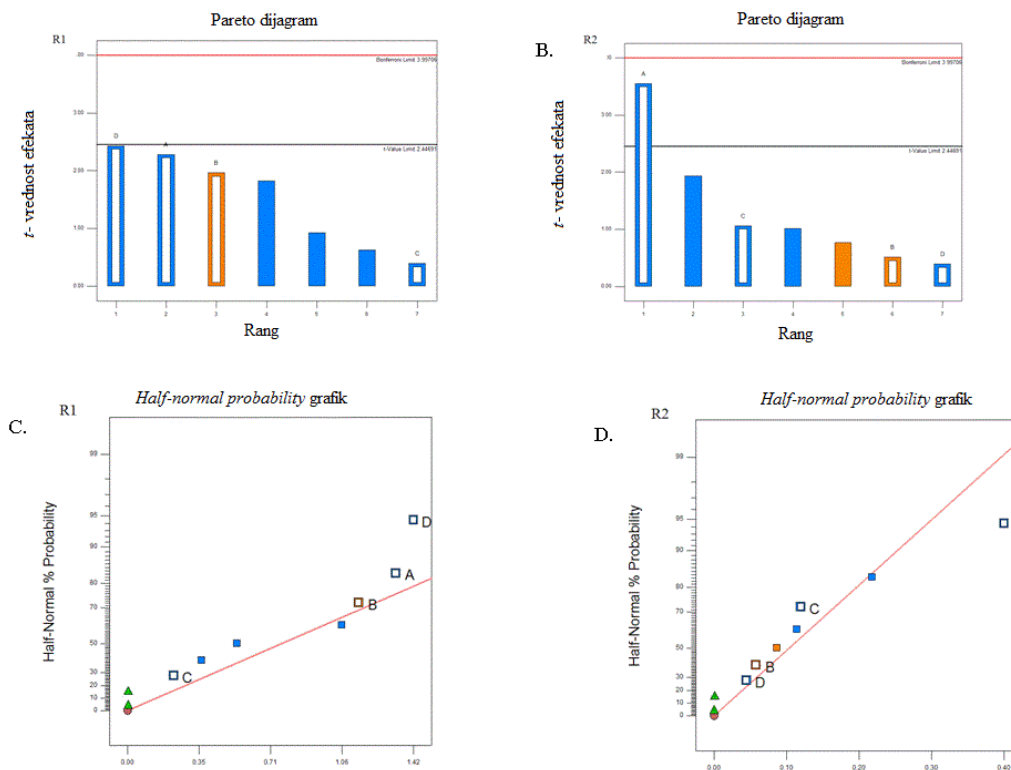 Pareto dijagram
R1
.00
Bonferroni Limit 3.99706
3.00
t-Value Limit 2.44691
2.00
1.00
0.00
D
A
B
C
1 2 3 4 5 6 7
t- vrednost efekata
Rang
Pareto dijagram
B.
R2
.0
Bonferroni Limit 3.99706
3.00
t-Value Limit 2.44691
2.00
1.00
0.00
A
C
B
D
1 2 3 4 5 6 7
t- vrednost efekata
Rang
Half-normal probability grafik
C.
R1
99
95
90
80
70
50
30
20
10
0
Half-Normal % Probability
D
A
B
C
0.00 0.35 0.71 1.06 1.42
Half-normal probability grafik
D.
R2
99
95
90
80
70
50
30
20
10
0
Half-Normal % Probability
C
B
D
0.00 0.10 0.20 0.30 0.40